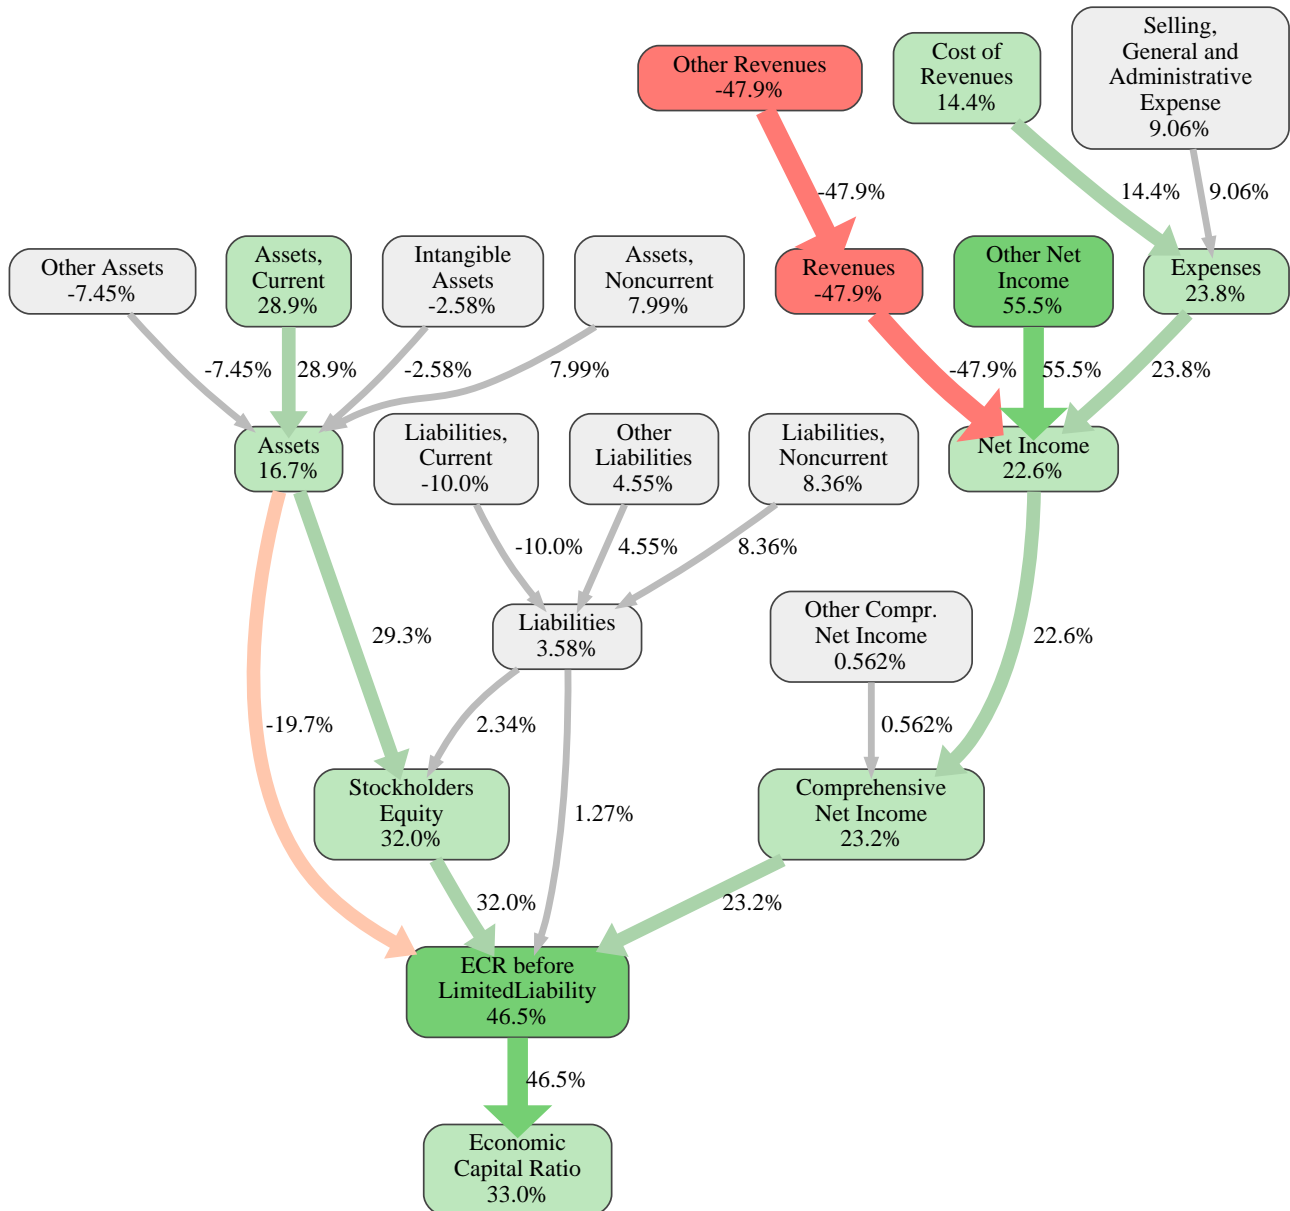 Other Revenues
-47.9%
Cost of
Revenues
14.4%
Selling,
General and
Administrative
Expense
9.06%
-47.9%
14.4%
9.06%
Other Assets
-7.45%
Assets,
Current
28.9%
Intangible
Assets
-2.58%
Assets,
Noncurrent
7.99%
Revenues
-47.9%
Other Net
Income
55.5%
Expenses
23.8%
-7.45%
28.9%
-2.58%
7.99%
-47.9%
55.5%
23.8%
Assets
16.7%
Liabilities,
Current
-10.0%
Other
Liabilities
4.55%
Liabilities,
Noncurrent
8.36%
Net Income
22.6%
-10.0%
4.55%
8.36%
29.3%
Liabilities
3.58%
Other Compr.
Net Income
0.562%
22.6%
-19.7%
2.34%
0.562%
Stockholders
Equity
32.0%
1.27%
Comprehensive
Net Income
23.2%
32.0%
23.2%
ECR before
LimitedLiability
46.5%
46.5%
Economic
Capital Ratio
33.0%